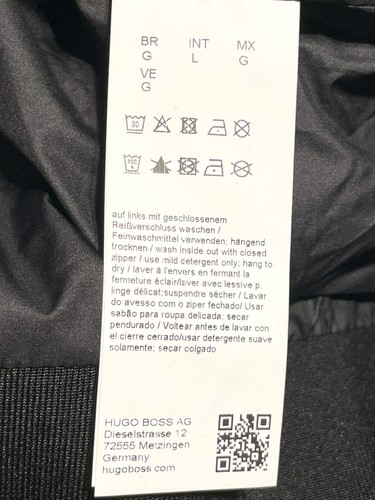 BR INT MX
G L G
VE
G
30
30C
auf links mit geschlossenem
Reißverschluss waschen /
Feinwaschmittel verwenden; hängend
trocknen / wash inside out with closed
zipper / use mild detergent only; hang to
dry / laver à l'envers en fermant la
fermeture éclair/laver avec lessive p.
linge délicat;suspendre sécher / Lavar
do avesso com o ziper fechado/ Usar
sabão para roupa delicada; secar
pendurado / Voltear antes de lavar con
el cierre cerrado/usar detergente suave
solamente; secar colgado
HUGO BOSS AG
Dieselstrasse 12
72555 Metzingen
Germany
hugoboss.com